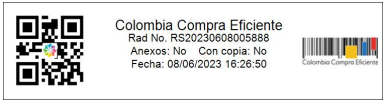 Colombia Compra Eficiente
Rad No. RS20230608005888
Anexos: No Con copia: No
Fecha: 08/06/2023 16:26:50
Colombia Compra Eficiente